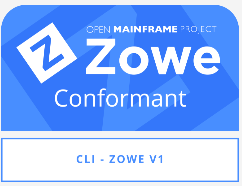 OPEN MAINFRAME PROJECT
Zowe
Conformant
CLI - ZOWE V1